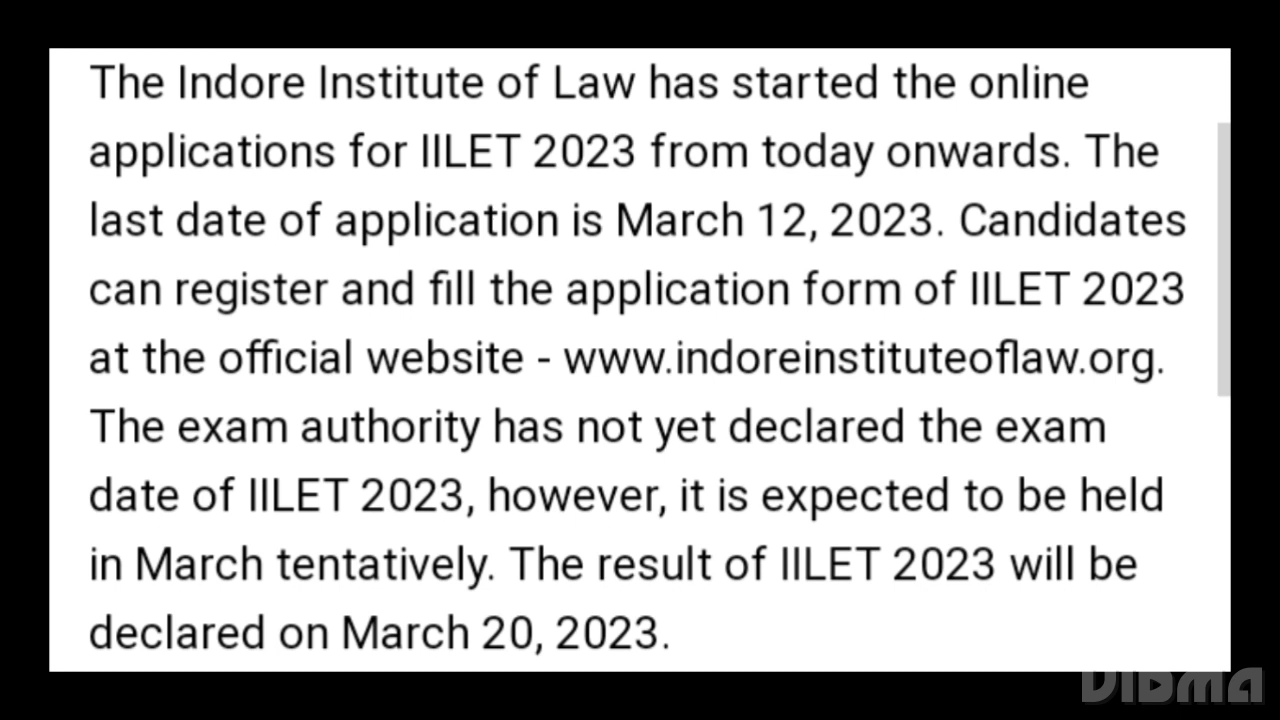 The Indore Institute of Law has started the online
applications for IILET 2023 from today onwards. The
last date of application is March 12, 2023. Candidates
can register and fill the application form of IILET 2023
at the official website - www.indoreinstituteoflaw.org.
The exam authority has not yet declared the exam
date of IILET 2023, however, it is expected to be held
in March tentatively. The result of IILET 2023 will be
declared on March 20, 2023.